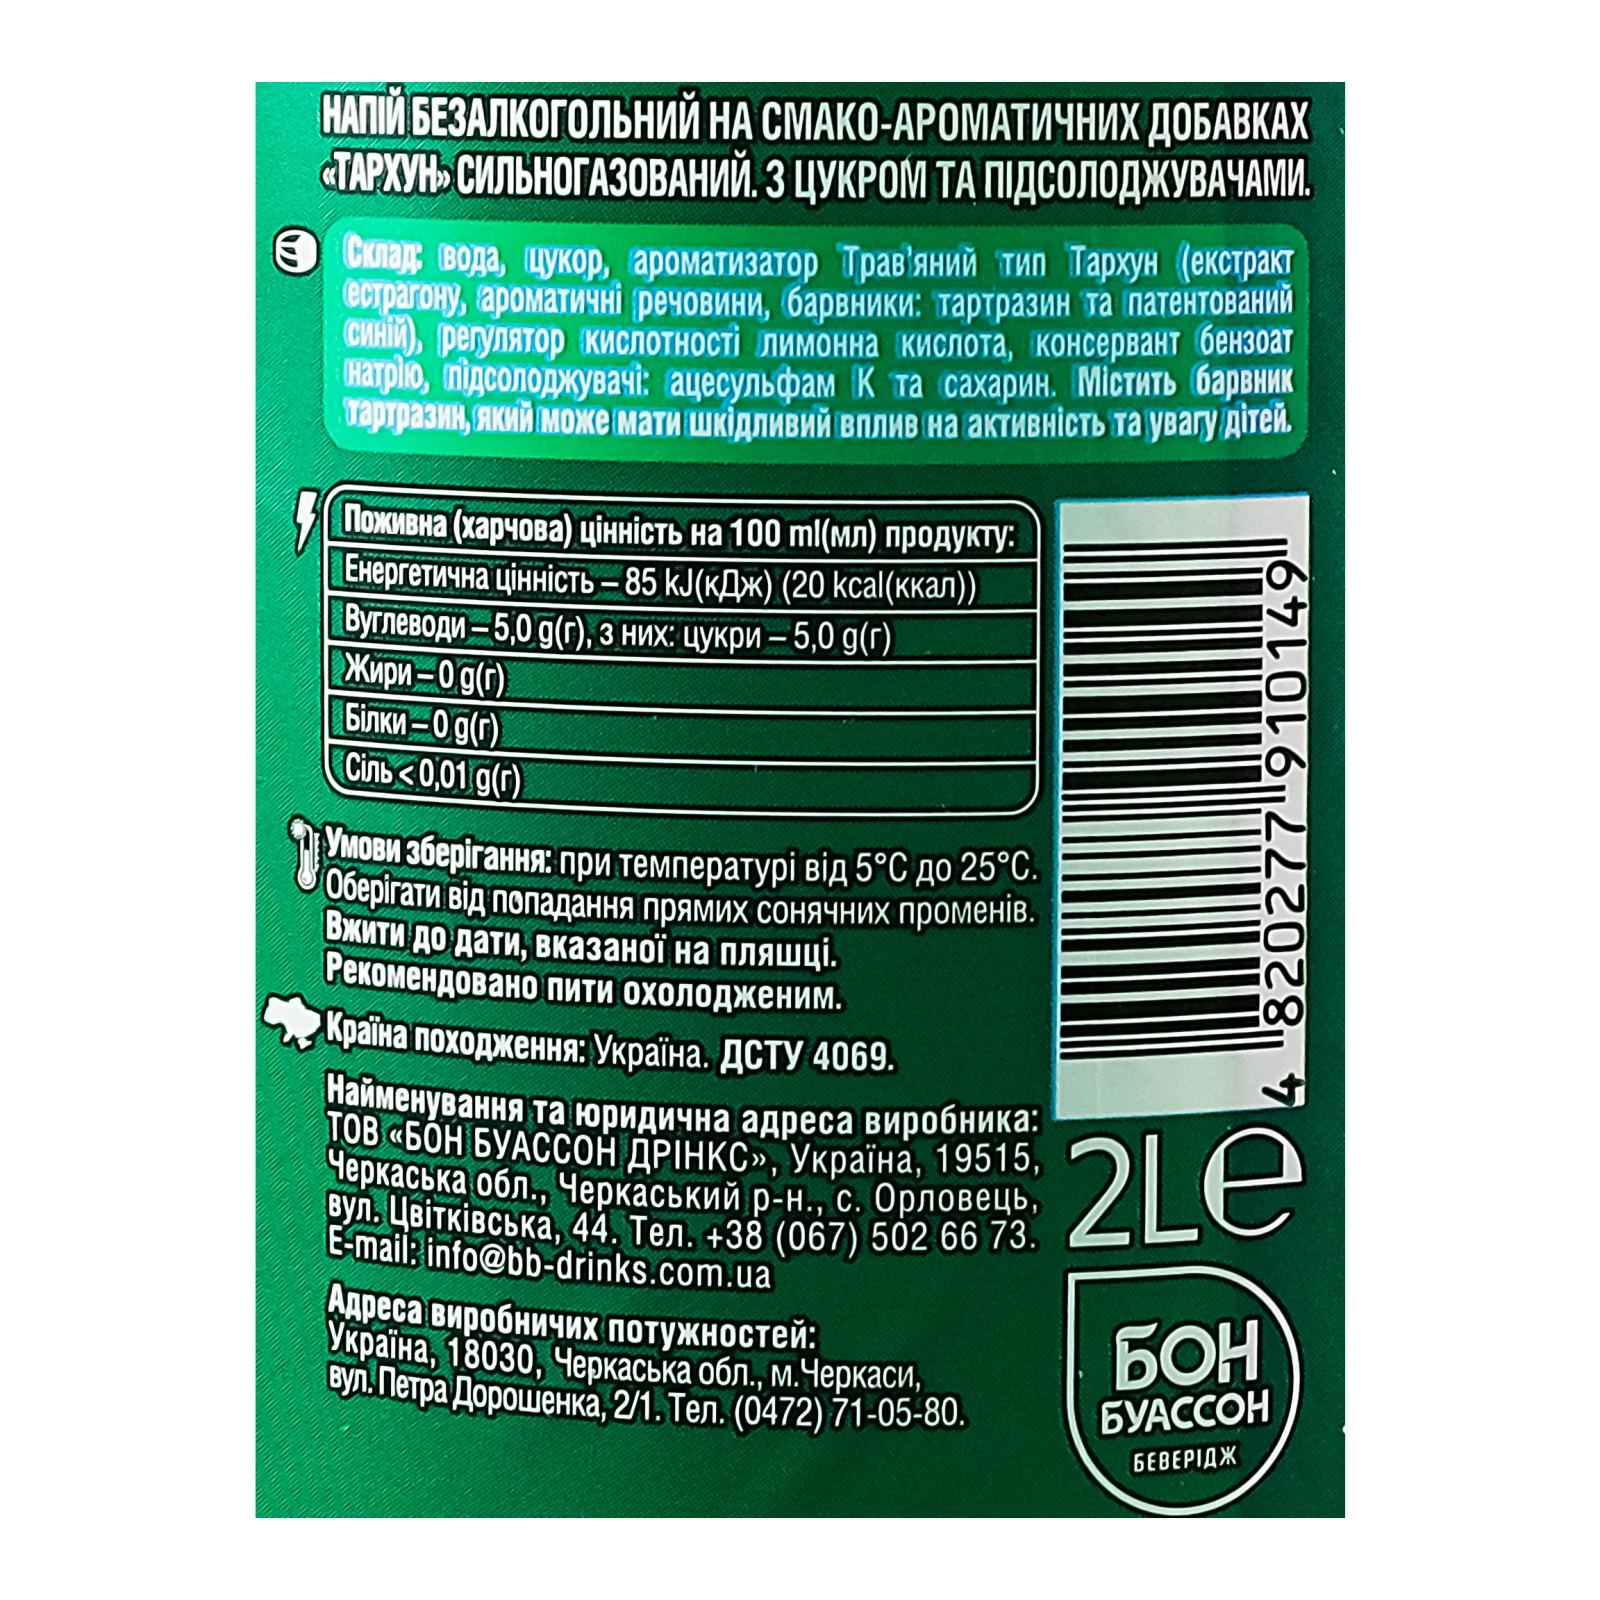 НАПІЙ БЕЗАЛКОГОЛЬНИЙ НА СМАКО-АРОМАТИЧНИХ ДОБАВКАХ
«ТАРХУН» СИЛЬНОГАЗОВАНИЙ. З ЦУКРОМ ТА ПІДСОЛОДЖУВАЧАМИ.
Склад: вода, цукор, ароматизатор Трав'яний тип Тархун (екстракт
естрагону, ароматичні речовини, барвники: тартразин та патентований
синій), регулятор кислотності лимонна кислота, консервант бензоат
натрію, підсолоджувачі: ацесульфам К та сахарин. Містить барвник
тартразин, який може мати шкідливий вплив на активність та увагу дітей.
Поживна (харчова) цінність на 100 ml(мл) продукту:
Енергетична цінність – 85 kJ(кДж) (20 kcal(ккал))
Вуглеводи – 5,0 g(г), з них: цукри – 5,0 g(г)
Жири – 0 g(г)
Білки – 0 g(г)
Сіль < 0,01 g(г)
Умови зберігання: при температурі від 5°C до 25°C.
Оберігати від попадання прямих сонячних променів.
Вжити до дати, вказаної на пляшці.
Рекомендовано пити охолодженим.
Країна походження: Україна. ДСТУ 4069.
Найменування та юридична адреса виробника:
ТОВ «БОН БУАССОН ДРІНКС», Україна, 19515,
Черкаська обл., Черкаський р-н., с. Орловець,
вул. Цвітківська, 44. Тел. +38 (067) 502 66 73.
E-mail: info@bb-drinks.com.ua
Адреса виробничих потужностей:
Україна, 18030, Черкаська обл., м.Черкаси,
вул. Петра Дорошенка, 2/1. Тел. (0472) 71-05-80.
4 820277 910149
2L e
БОН
БУАССОН
БЕВЕРІДЖ